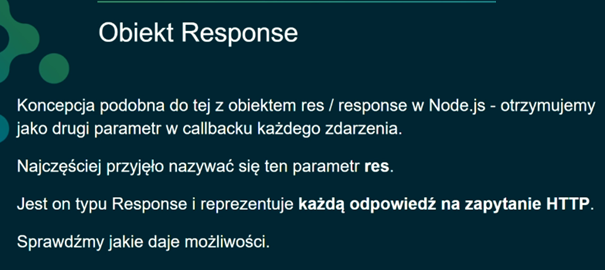 Obiekt Response
Koncepcja podobna do tej z obiektem res / response w Node.js - otrzymujemy
jako drugi parametr w callbacku każdego zdarzenia.
Najczęściej przyjęło nazywać się ten parametr res.
Jest on typu Response i reprezentuje każdą odpowiedź na zapytanie HTTP.
Sprawdźmy jakie daje możliwości.